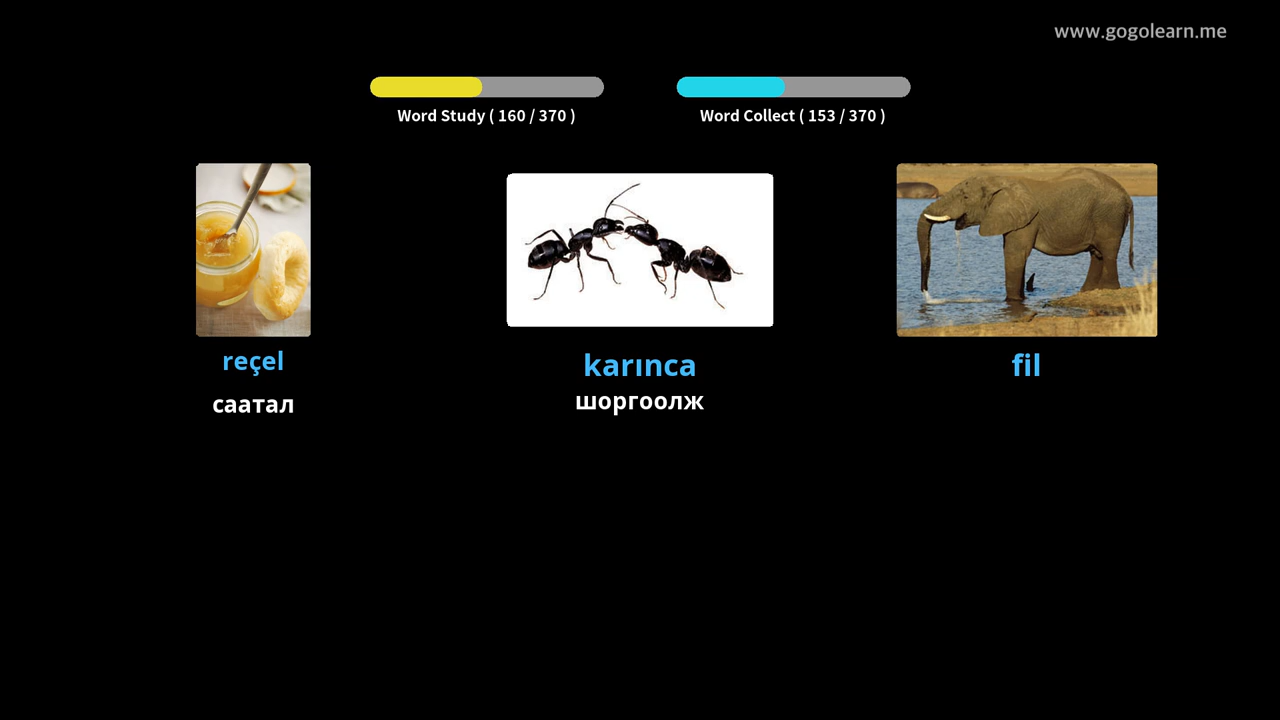 www.gogolearn.me
Word Study ( 160 / 370 )
Word Collect ( 153 / 370 )
reçel
саатал
karınca
шоргоолж
fil